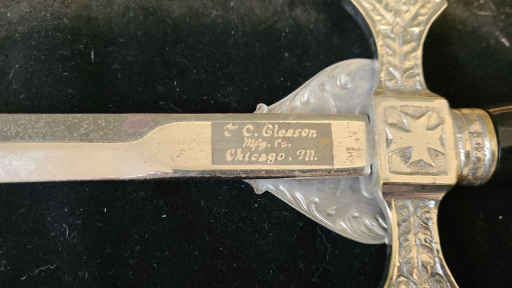 T C. Gleason
Mfg. Co.
Chicago. Ill.